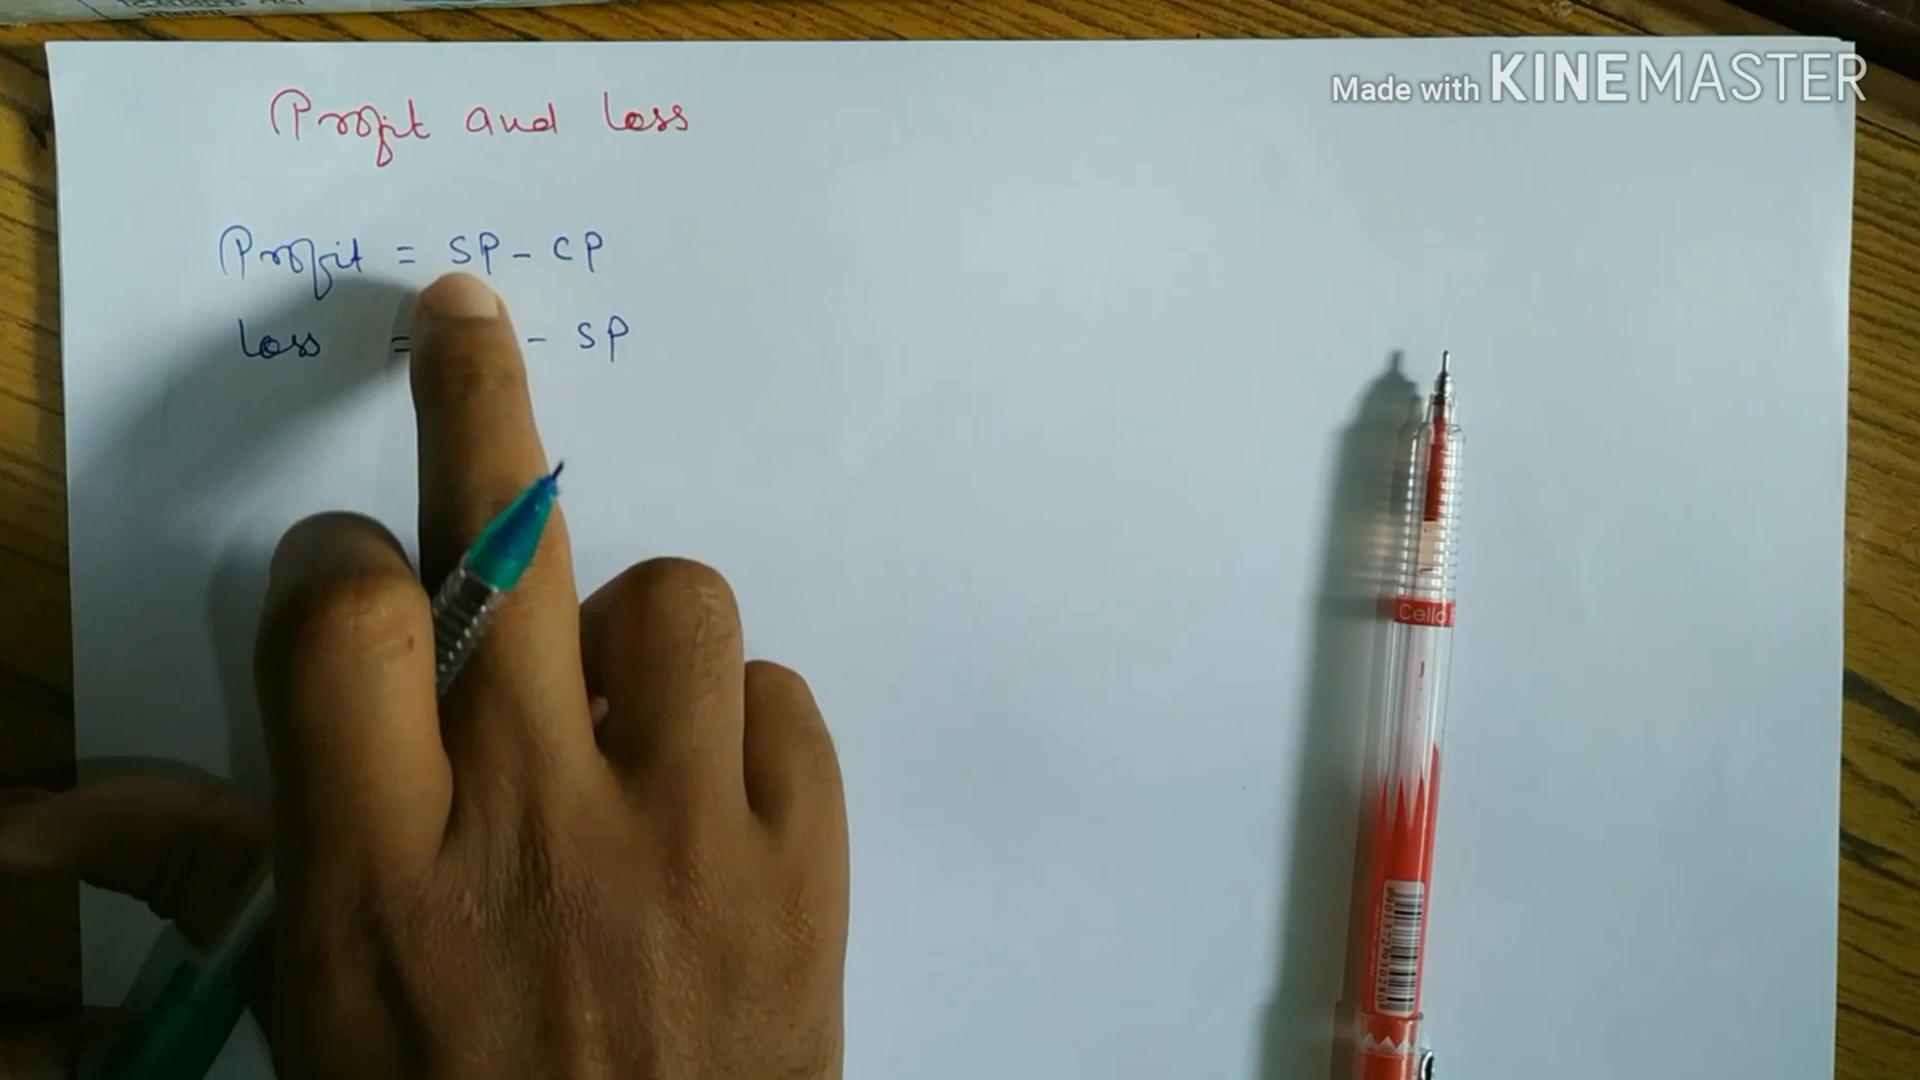 Made with KINEMASTER
Profit and loss
Profit = SP - CP
loss = - SP
Cello